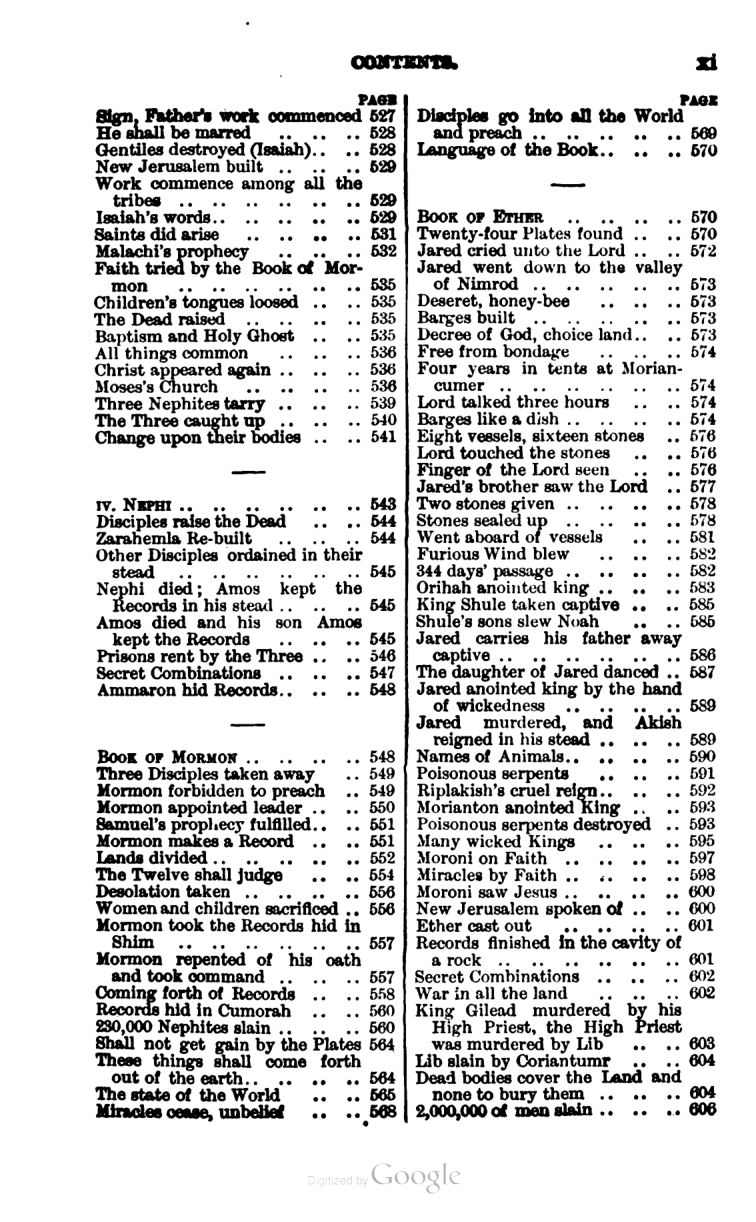 CONTENTS. xi
PAGE
Sign, Father's work commenced 527
He shall be marred .. .. .. 528
Gentiles destroyed (Isaiah).. .. 528
New Jerusalem built .. .. .. 529
Work commence among all the
tribes .. .. .. .. .. .. .. 529
Isaiah's words.. .. .. .. .. 529
Saints did arise .. .. .. .. 531
Malachi's prophecy .. .. .. 532
Faith tried by the Book of Mor-
mon .. .. .. .. .. .. .. 535
Children's tongues loosed .. .. 535
The Dead raised .. .. .. .. 535
Baptism and Holy Ghost .. .. 535
All things common .. .. .. 536
Christ appeared again .. .. .. 536
Moses's Church .. .. .. .. 536
Three Nephites tarry .. .. .. 539
The Three caught up .. .. .. 540
Change upon their bodies .. .. 541
IV. NEPHI .. .. .. .. .. .. .. 543
Disciples raise the Dead .. .. 544
Zarahemla Re-built .. .. .. 544
Other Disciples ordained in their
stead .. .. .. .. .. .. .. 545
Nephi died; Amos kept the
Records in his stead .. .. .. 545
Amos died and his son Amos
kept the Records .. .. .. 545
Prisons rent by the Three .. .. 546
Secret Combinations .. .. .. 547
Ammaron hid Records.. .. .. 548
BOOK OF MORMON .. .. .. .. .. 548
Three Disciples taken away .. 549
Mormon forbidden to preach .. 549
Mormon appointed leader .. .. 550
Samuel's prophecy fulfilled.. .. 551
Mormon makes a Record .. .. 551
Lands divided .. .. .. .. .. 552
The Twelve shall judge .. .. 554
Desolation taken .. .. .. .. 556
Women and children sacrificed .. 556
Mormon took the Records hid in
Shim .. .. .. .. .. .. .. 557
Mormon repented of his oath
and took command .. .. .. 557
Coming forth of Records .. .. 558
Records hid in Cumorah .. .. 560
230,000 Nephites slain .. .. .. 560
Shall not get gain by the Plates 564
These things shall come forth
out of the earth.. .. .. .. 564
The state of the World .. .. 565
Miracles cease, unbelief .. .. 568
PAGE
Disciples go into all the World
and preach .. .. .. .. .. 569
Language of the Book.. .. .. 570
BOOK OF ETHER .. .. .. .. 570
Twenty-four Plates found .. .. 570
Jared cried unto the Lord .. .. 572
Jared went down to the valley
of Nimrod .. .. .. .. .. 573
Deseret, honey-bee .. .. .. 573
Barges built .. .. .. .. .. 573
Decree of God, choice land.. .. 573
Free from bondage .. .. .. 574
Four years in tents at Morian-
cumer .. .. .. .. .. .. 574
Lord talked three hours .. .. 574
Barges like a dish .. .. .. .. 574
Eight vessels, sixteen stones .. 576
Lord touched the stones .. .. 576
Finger of the Lord seen .. .. 576
Jared's brother saw the Lord .. 577
Two stones given .. .. .. .. 578
Stones sealed up .. .. .. .. 578
Went aboard of vessels .. .. 581
Furious Wind blew .. .. .. 582
344 days' passage .. .. .. .. 582
Orihah anointed king .. .. .. 583
King Shule taken captive .. .. 585
Shule's sons slew Noah .. .. 585
Jared carries his father away
captive .. .. .. .. .. .. 586
The daughter of Jared danced .. 587
Jared anointed king by the hand
of wickedness .. .. .. .. 589
Jared murdered, and Akish
reigned in his stead .. .. .. 589
Names of Animals.. .. .. .. 590
Poisonous serpents .. .. .. 591
Riplakish's cruel reign.. .. .. 592
Morianton anointed King .. .. 593
Poisonous serpents destroyed .. 593
Many wicked Kings .. .. .. 595
Moroni on Faith .. .. .. .. 597
Miracles by Faith .. .. .. .. 598
Moroni saw Jesus .. .. .. .. 600
New Jerusalem spoken of .. .. 600
Ether cast out .. .. .. .. 601
Records finished in the cavity of
a rock .. .. .. .. .. .. 601
Secret Combinations .. .. .. 602
War in all the land .. .. .. 602
King Gilead murdered by his
High Priest, the High Priest
was murdered by Lib .. .. 603
Lib slain by Coriantumr .. .. 604
Dead bodies cover the Land and
none to bury them .. .. .. 604
2,000,000 of men slain .. .. .. 606
Digitized by Google